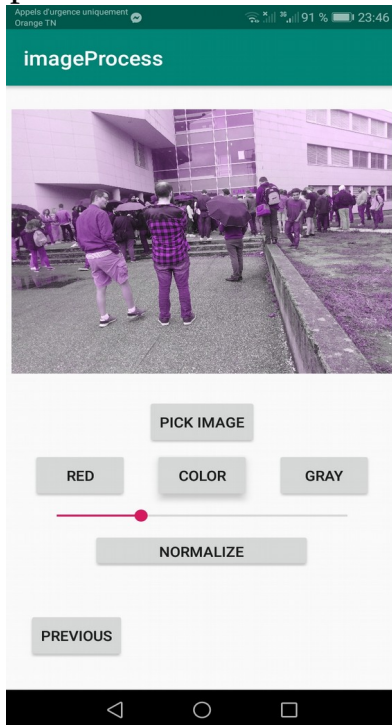 Appels d'urgence uniquement
Orange TN
91 % 23:46
imageProcess
PICK IMAGE
RED COLOR GRAY
NORMALIZE
PREVIOUS